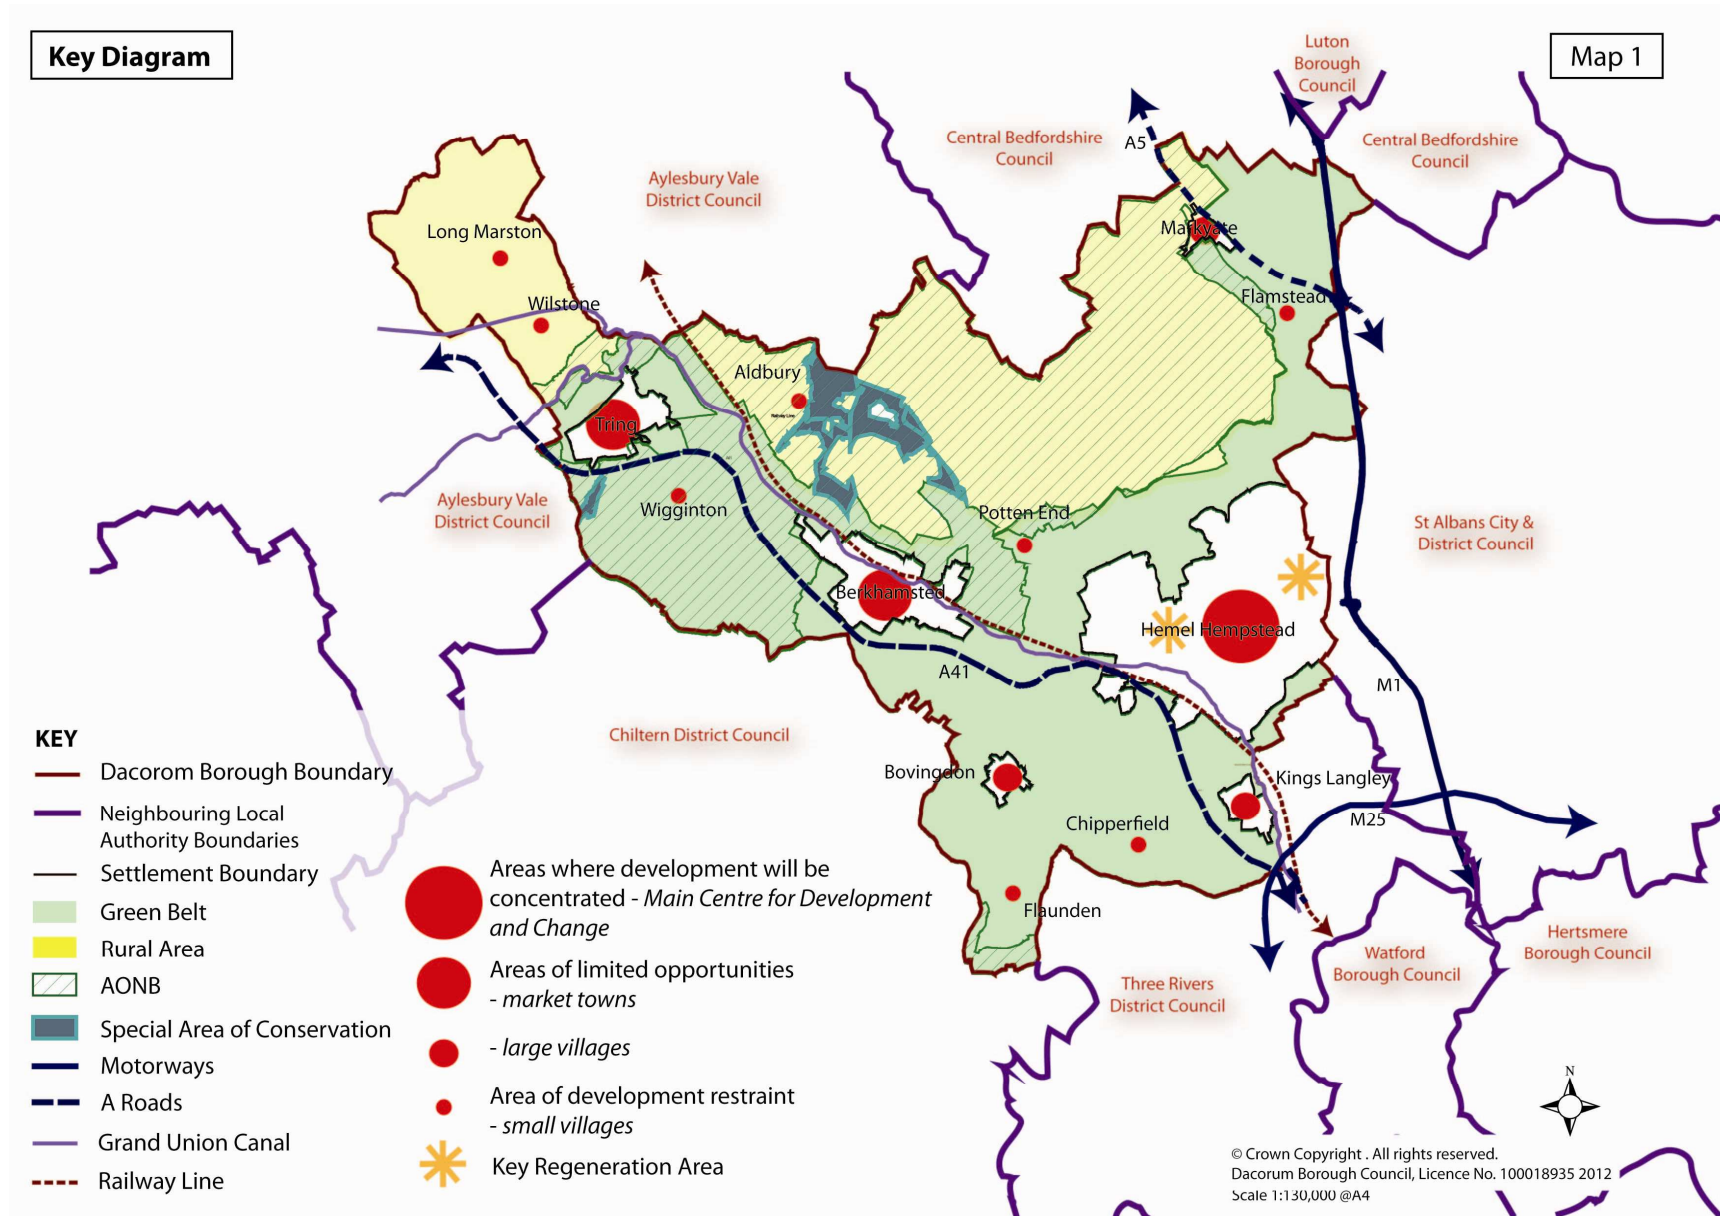 Key Diagram
Map 1
Luton
Borough
Council
Central Bedfordshire
Council
A5
Central Bedfordshire
Council
Aylesbury Vale
District Council
Long Marston
Markyate
Wilstone
Flamstead
Aldbury
Railway Line
Tring
Aylesbury Vale
District Council
Wigginton
Potten End
St Albans City &
District Council
Berkhamsted
Hemel Hempstead
A41
M1
Chiltern District Council
Bovingdon
Kings Langley
M25
Chipperfield
Flaunden
Three Rivers
District Council
Watford
Borough Council
Hertsmere
Borough Council
KEY
Dacorom Borough Boundary
Neighbouring Local
Authority Boundaries
Settlement Boundary
Green Belt
Rural Area
AONB
Special Area of Conservation
Motorways
A Roads
Grand Union Canal
Railway Line
Areas where development will be
concentrated - Main Centre for Development
and Change
Areas of limited opportunities
- market towns
- large villages
Area of development restraint
- small villages
Key Regeneration Area
N
© Crown Copyright . All rights reserved.
Dacorum Borough Council, Licence No. 100018935 2012
Scale 1:130,000 @A4